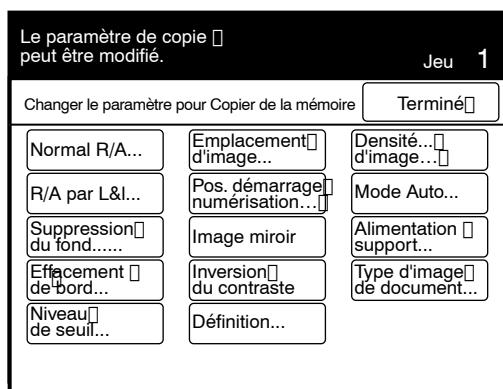 Le paramètre de copie
peut être modifié.
Jeu 1
Changer le paramètre pour Copier de la mémoire
Terminé
Normal R/A...
Emplacement
d'image...
Densité...
d'image...
R/A par L&l...
Pos. démarrage
numérisation...
Mode Auto...
Suppression
du fond......
Image miroir
Alimentation
support...
Effacement
de bord...
Inversion
du contraste
Type d'image
de document...
Niveau
de seuil...
Définition...